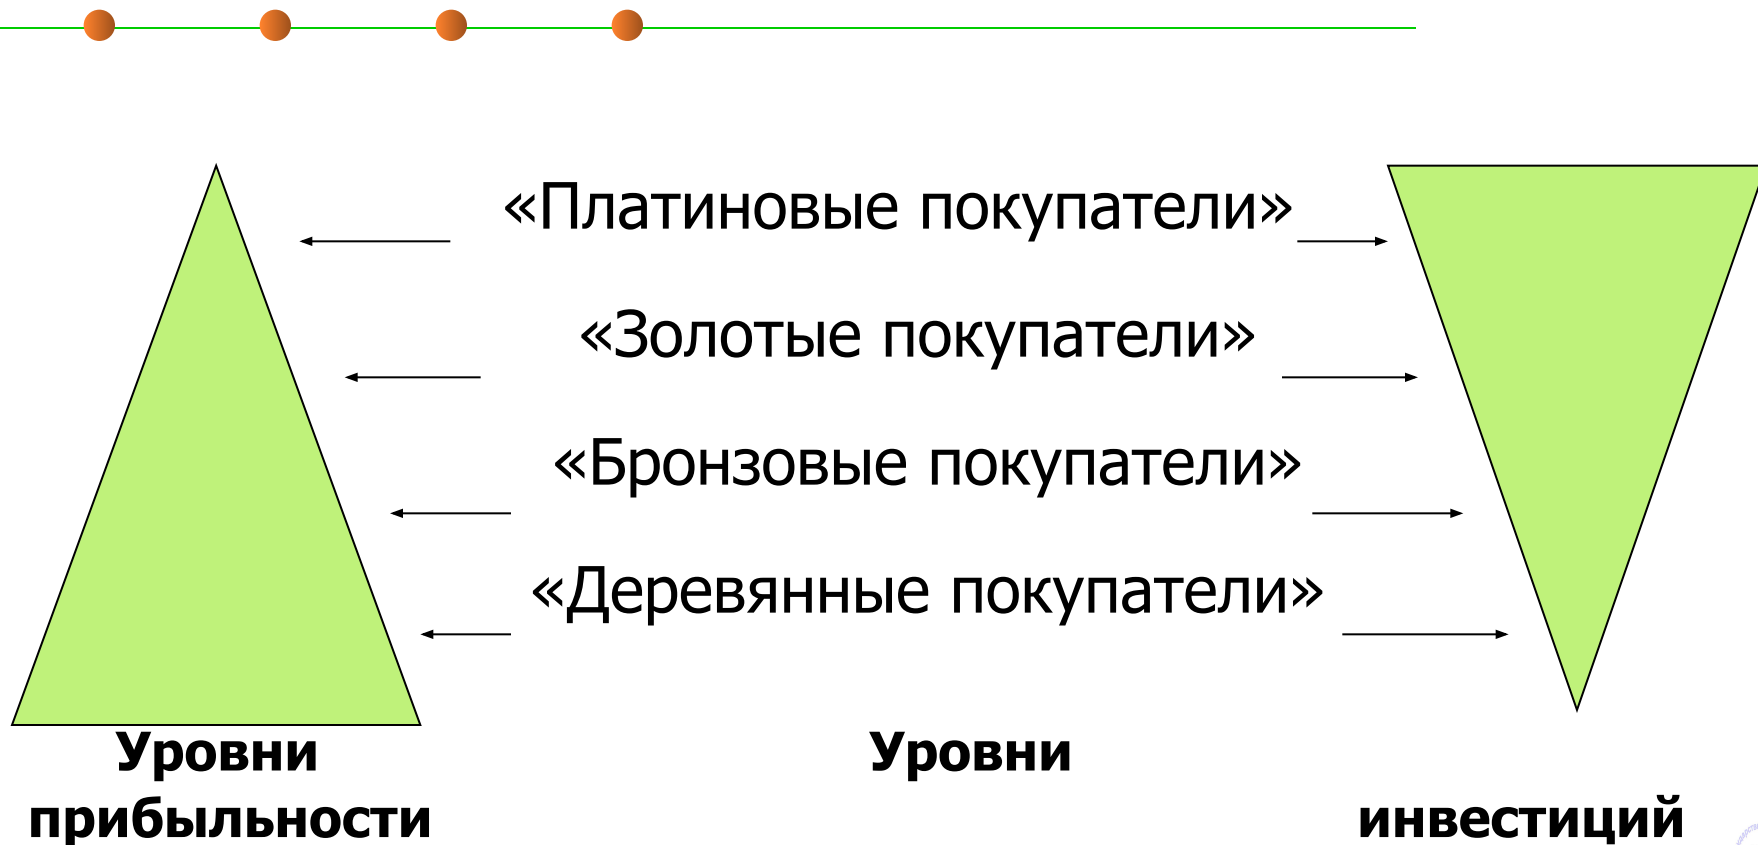 «Платиновые покупатели»
«Золотые покупатели»
«Бронзовые покупатели»
«Деревянные покупатели»
Уровни
прибыльности
Уровни
инвестиций